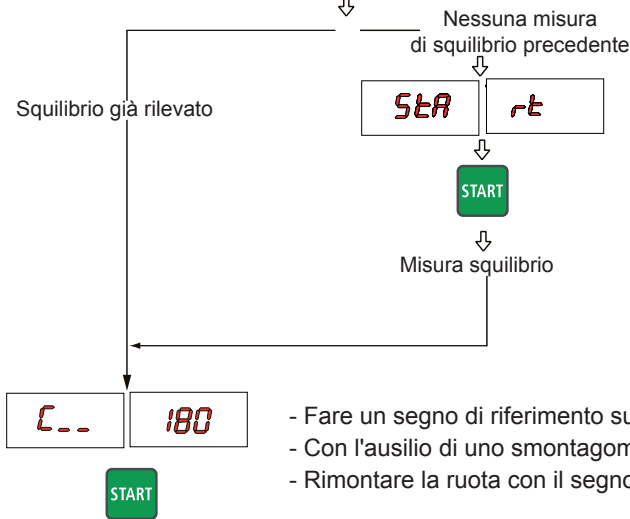 Nessuna misura
di squilibrio precedente
Squilibrio già rilevato
StA rt
START
Misura squilibrio
C_ _ 180
- Fare un segno di riferimento su
- Con l'ausilio di uno
- Rimontare la ruota con il segno
START